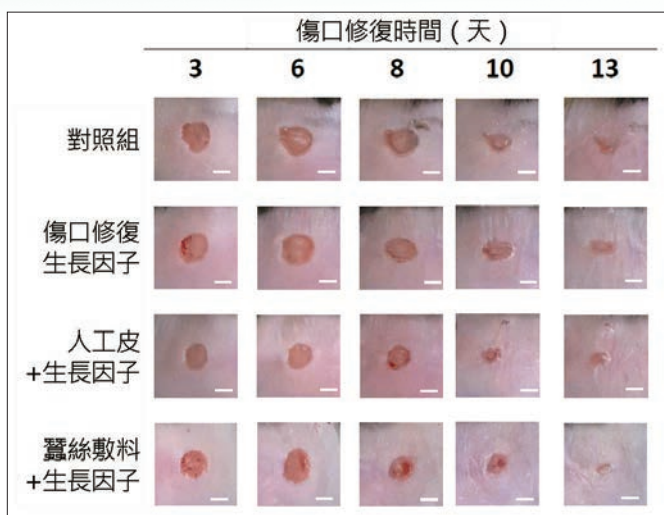 傷口修復時間（天）
3 6 8 10 13
對照組
傷口修復
生長因子
人工皮
+生長因子
蠶絲敷料
+生長因子